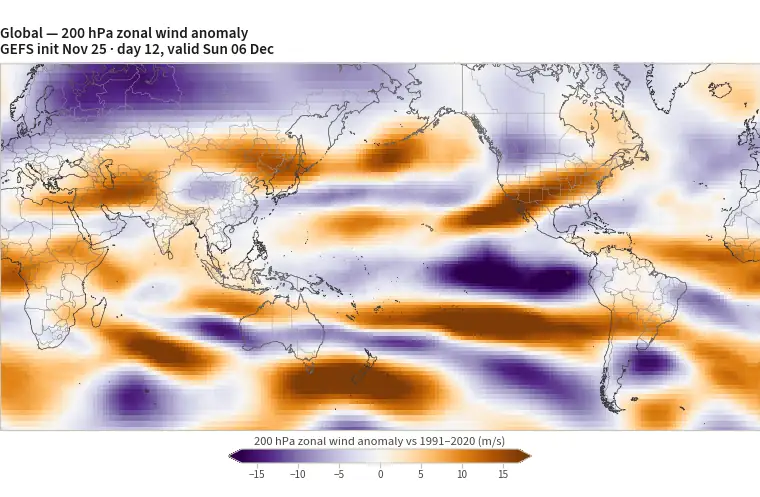 Global — 200 hPa zonal wind anomaly
GEFS init Nov 25 · day 12, valid Sun 06 Dec
200 hPa zonal wind anomaly vs 1991–2020 (m/s)
−15 −10 −5 0 5 10 15